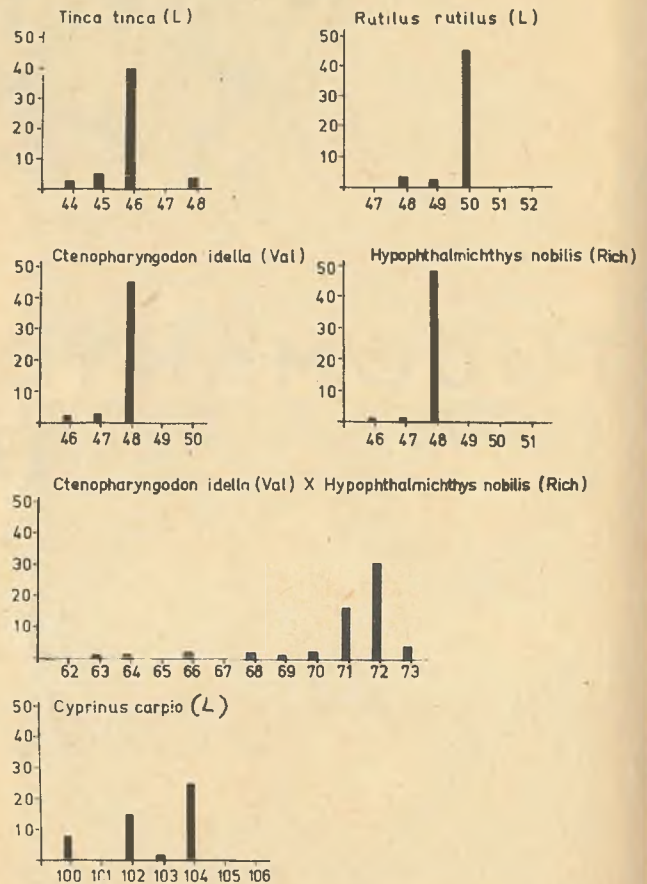 Tinca tinca (L)
50
40
30
20
10
44 45 46 47 48
Rutilus rutilus (L)
50
40
30
20
10
47 48 49 50 51 52
Ctenopharyngodon idella (Val)
50
40
30
20
10
46 47 48 49 50
Hypophthalmichthys nobilis (Rich)
50
40
30
20
10
46 47 48 49 50 51
Ctenopharyngodon idella (Val) X Hypophthalmichthys nobilis (Rich)
50
40
30
20
10
62 63 64 65 66 67 68 69 70 71 72 73
Cyprinus carpio (L)
50
40
30
20
10
100 101 102 103 104 105 106